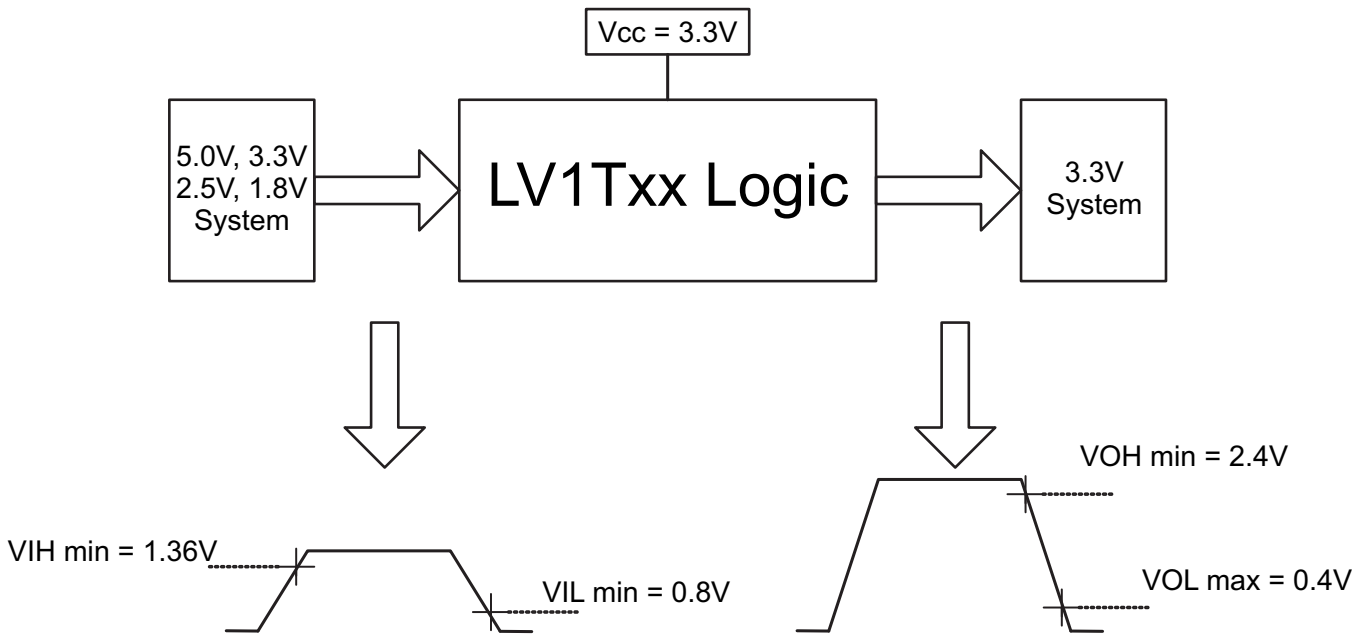 Vcc = 3.3V
5.0V, 3.3V
2.5V, 1.8V
System
LV1Txx Logic
3.3V
System
VIH min = 1.36V
VIL min = 0.8V
VOH min = 2.4V
VOL max = 0.4V